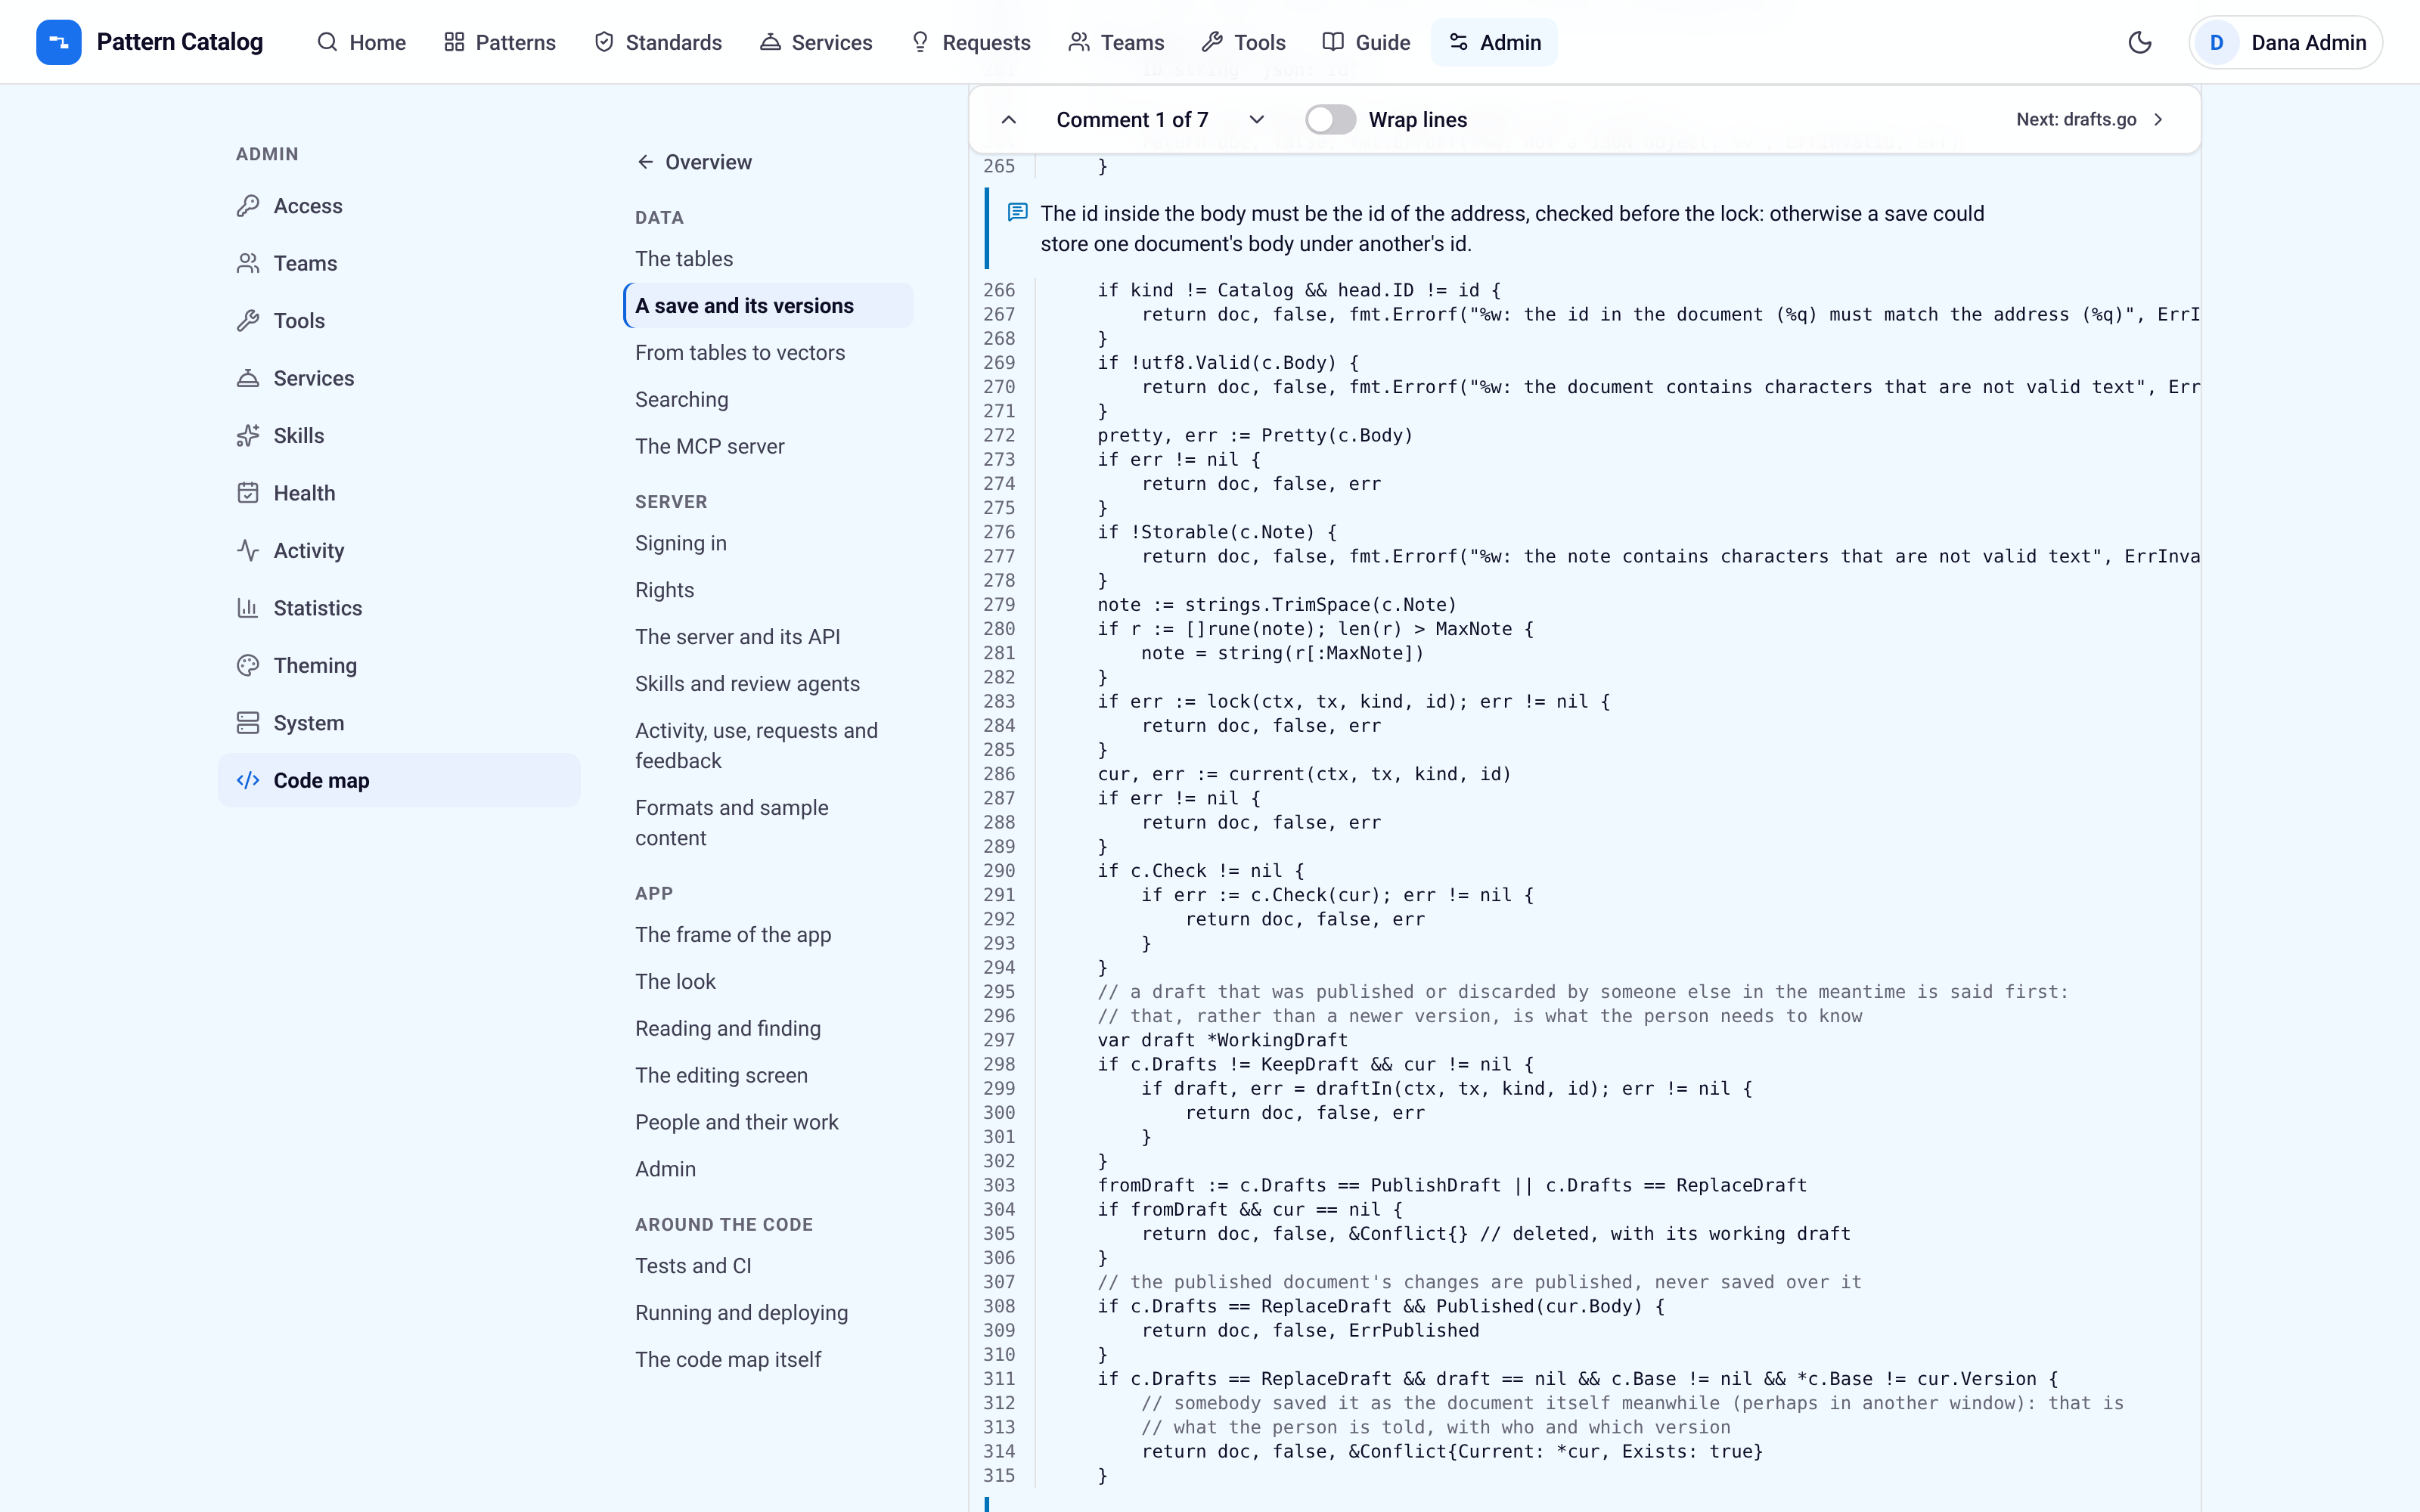 Pattern Catalog
Home
Patterns
Standards
Services
Requests
Teams
Tools
Guide
Admin
D
Dana Admin
ADMIN
Access
Teams
Tools
Services
Skills
Health
Activity
Statistics
Theming
System
Code map
Overview
DATA
The tables
A save and its versions
From tables to vectors
Searching
The MCP server
SERVER
Signing in
Rights
The server and its API
Skills and review agents
Activity, use, requests and
feedback
Formats and sample
content
APP
The frame of the app
The look
Reading and finding
The editing screen
People and their work
Admin
AROUND THE CODE
Tests and CI
Running and deploying
The code map itself
Comment 1 of 7
Wrap lines
Next: drafts.go
265 }
The id inside the body must be the id of the address, checked before the lock: otherwise a save could
store one document's body under another's id.
266 if kind != Catalog && head.ID != id {
267 return doc, false, fmt.Errorf("%w: the id in the document (%q) must match the address (%q)", ErrI
268 }
269 if !utf8.Valid(c.Body) {
270 return doc, false, fmt.Errorf("%w: the document contains characters that are not valid text", Err
271 }
272 pretty, err := Pretty(c.Body)
273 if err != nil {
274 return doc, false, err
275 }
276 if !Storable(c.Note) {
277 return doc, false, fmt.Errorf("%w: the note contains characters that are not valid text", ErrInva
278 }
279 note := strings.TrimSpace(c.Note)
280 if r := []rune(note); len(r) > MaxNote {
281 note = string(r[:MaxNote])
282 }
283 if err := lock(ctx, tx, kind, id); err != nil {
284 return doc, false, err
285 }
286 cur, err := current(ctx, tx, kind, id)
287 if err != nil {
288 return doc, false, err
289 }
290 if c.Check != nil {
291 if err := c.Check(cur); err != nil {
292 return doc, false, err
293 }
294 }
295 // a draft that was published or discarded by someone else in the meantime is said first:
296 // that, rather than a newer version, is what the person needs to know
297 var draft *WorkingDraft
298 if c.Drafts != KeepDraft && cur != nil {
299 if draft, err = draftIn(ctx, tx, kind, id); err != nil {
300 return doc, false, err
301 }
302 }
303 fromDraft := c.Drafts == PublishDraft || c.Drafts == ReplaceDraft
304 if fromDraft && cur == nil {
305 return doc, false, &Conflict{} // deleted, with its working draft
306 }
307 // the published document's changes are published, never saved over it
308 if c.Drafts == ReplaceDraft && Published(cur.Body) {
309 return doc, false, ErrPublished
310 }
311 if c.Drafts == ReplaceDraft && draft == nil && c.Base != nil && *c.Base != cur.Version {
312 // somebody saved it as the document itself meanwhile (perhaps in another window): that is
313 // what the person is told, with who and which version
314 return doc, false, &Conflict{Current: *cur, Exists: true}
315 }